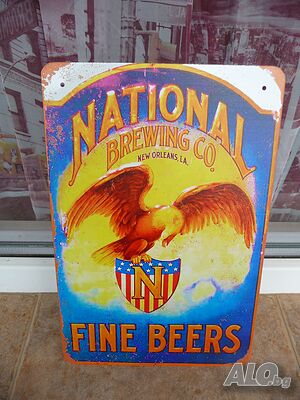 NATIONAL
BREWING CO.
NEW ORLEANS, LA.
N
FINE BEERS
ALO.bg